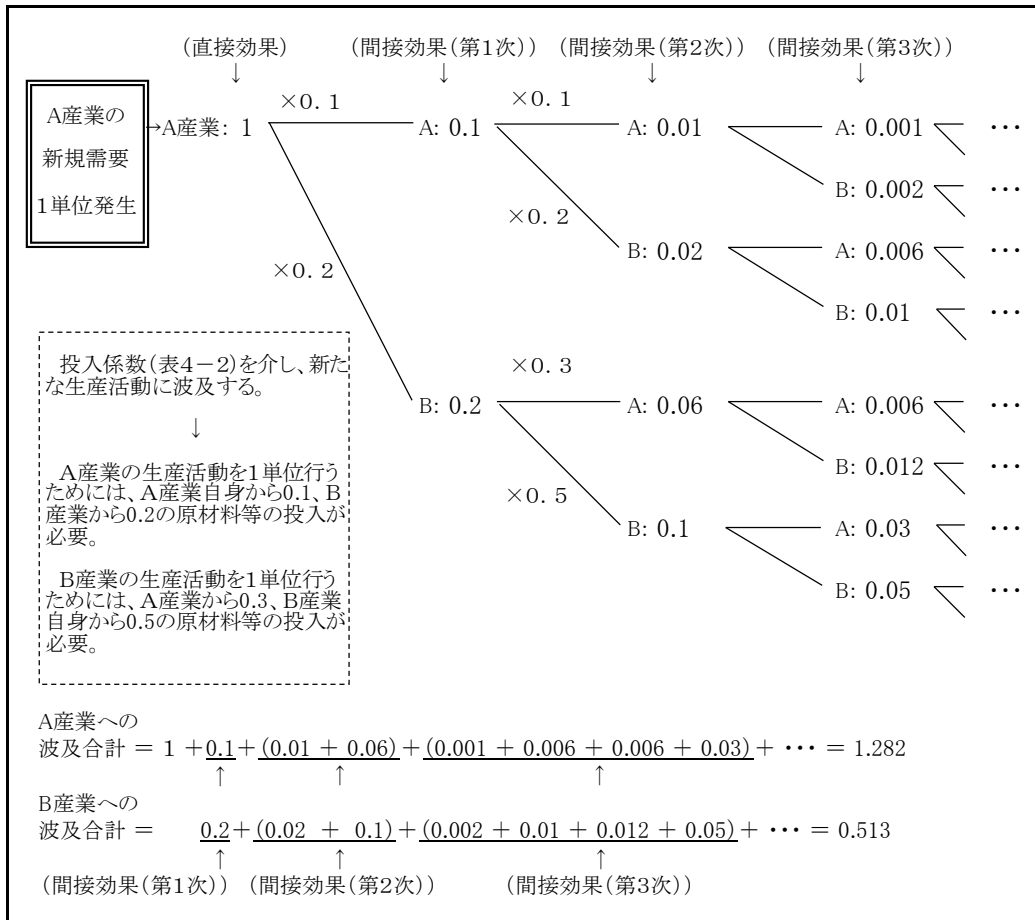 (直接効果) (間接効果(第1次)) (間接効果(第2次)) (間接効果(第3次))
↓ ↓ ↓ ↓
A産業の
新規需要
1単位発生
→A産業: 1
×0.1
A: 0.1
×0.1
A: 0.01
A: 0.001 ・・・
B: 0.002 ・・・
×0.2
B: 0.02
A: 0.006 ・・・
B: 0.01 ・・・
×0.2
B: 0.2
×0.3
A: 0.06
A: 0.006 ・・・
B: 0.012 ・・・
×0.5
B: 0.1
A: 0.03 ・・・
B: 0.05 ・・・
投入係数(表4-2)を介し、新た
な生産活動に波及する。
↓
A産業の生産活動を1単位行う
ためには、A産業自身から0.1、B
産業から0.2の原材料等の投入が
必要。
B産業の生産活動を1単位行う
ためには、A産業から0.3、B産業
自身から0.5の原材料等の投入が
必要。
A産業への
波及合計 = 1 +0.1+(0.01 + 0.06)+(0.001 + 0.006 + 0.006 + 0.03)+ ・・・ = 1.282
↑ ↑ ↑
B産業への
波及合計 = 0.2+(0.02 + 0.1)+(0.002 + 0.01 + 0.012 + 0.05)+ ・・・ = 0.513
↑ ↑ ↑
(間接効果(第1次)) (間接効果(第2次)) (間接効果(第3次))